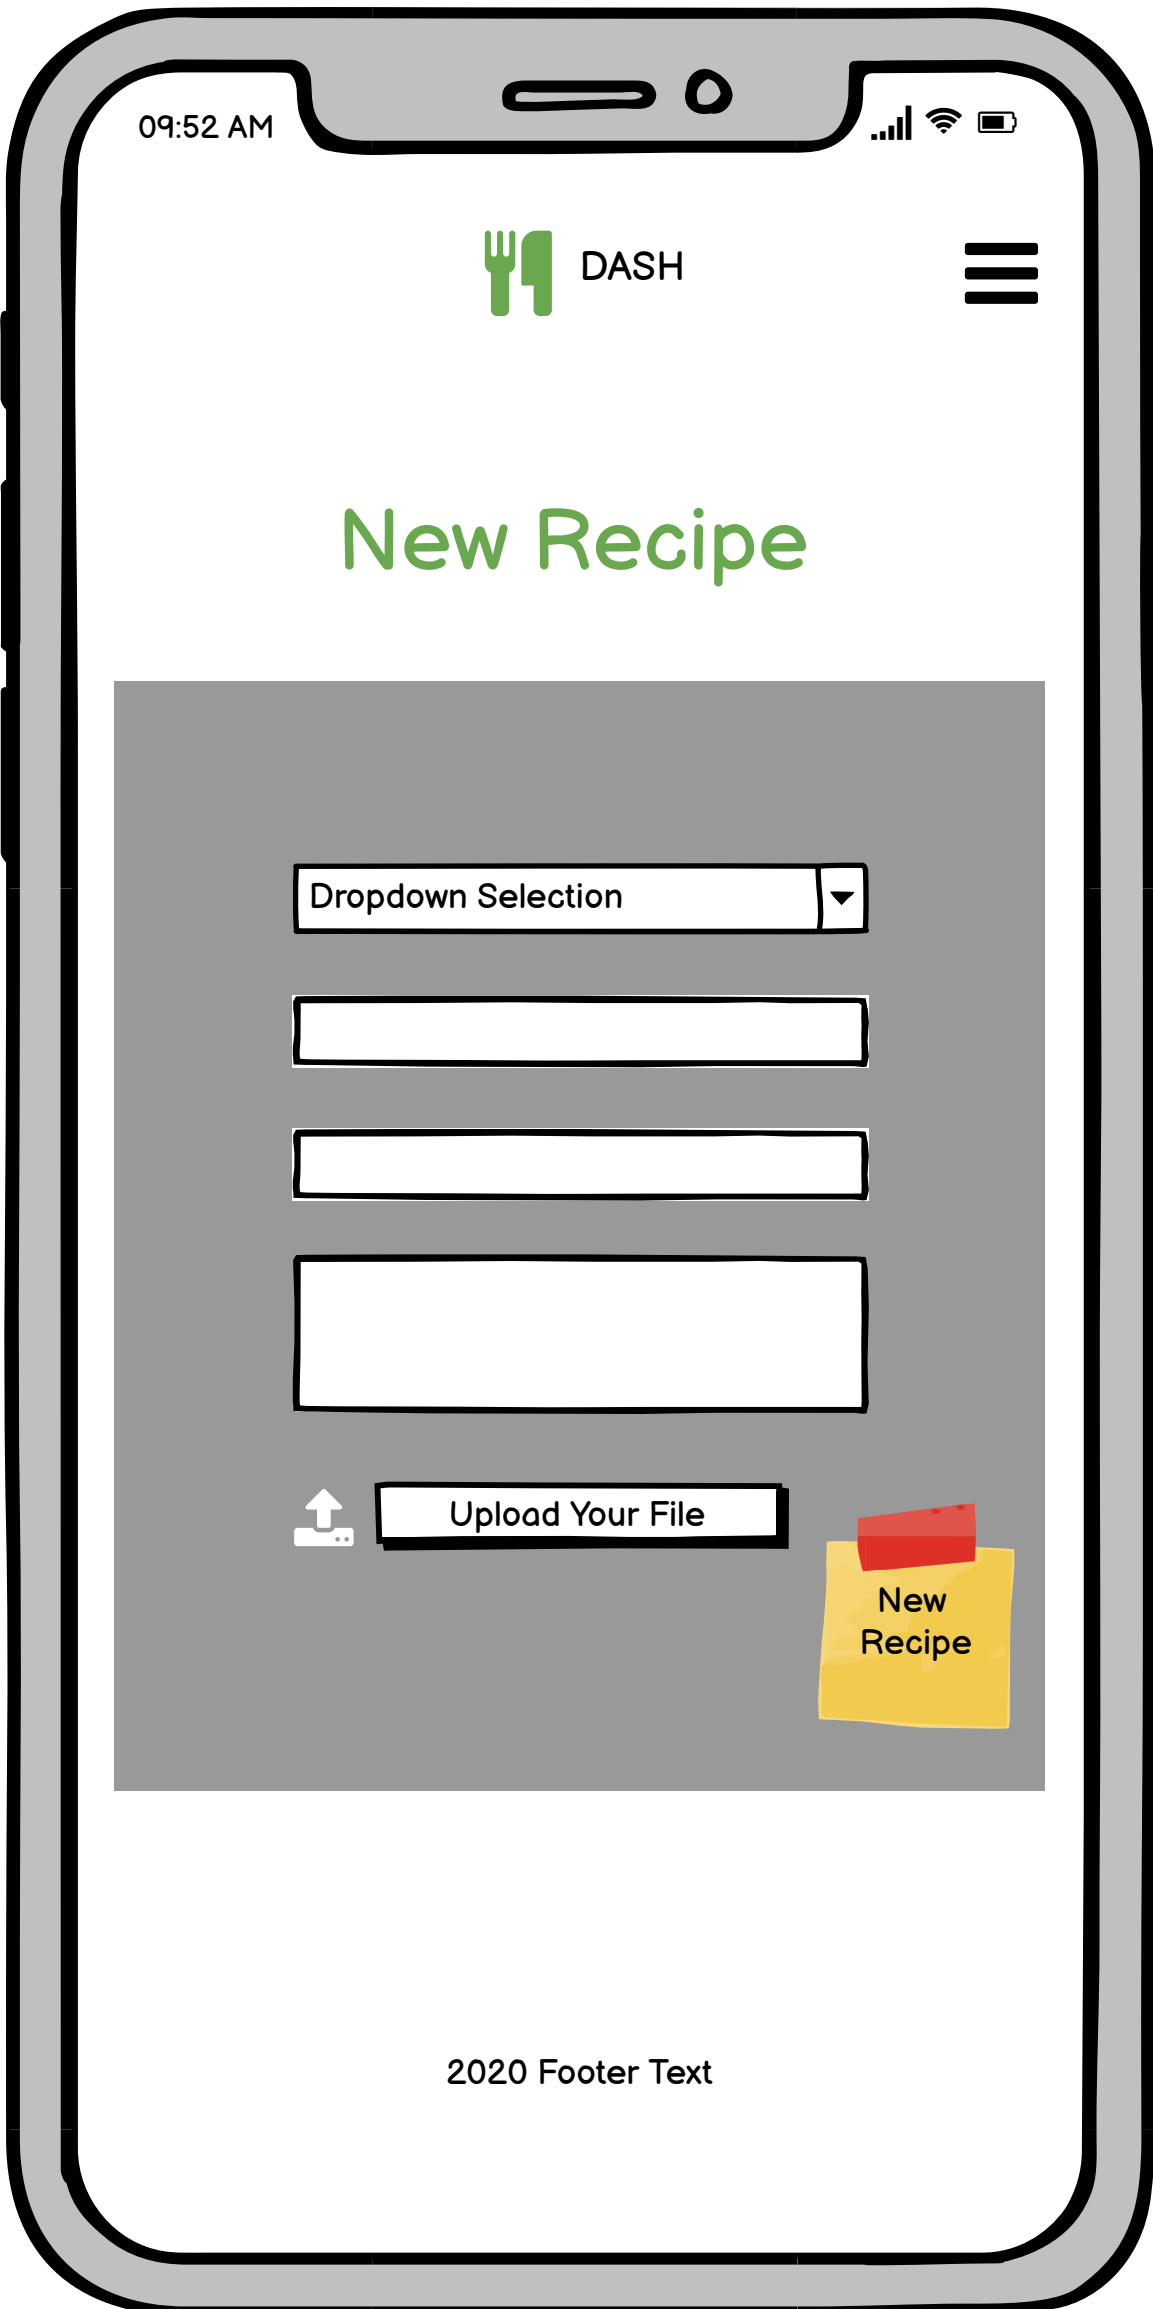 09:52 AM
DASH
New Recipe
Dropdown Selection
Upload Your File
New
Recipe
2020 Footer Text